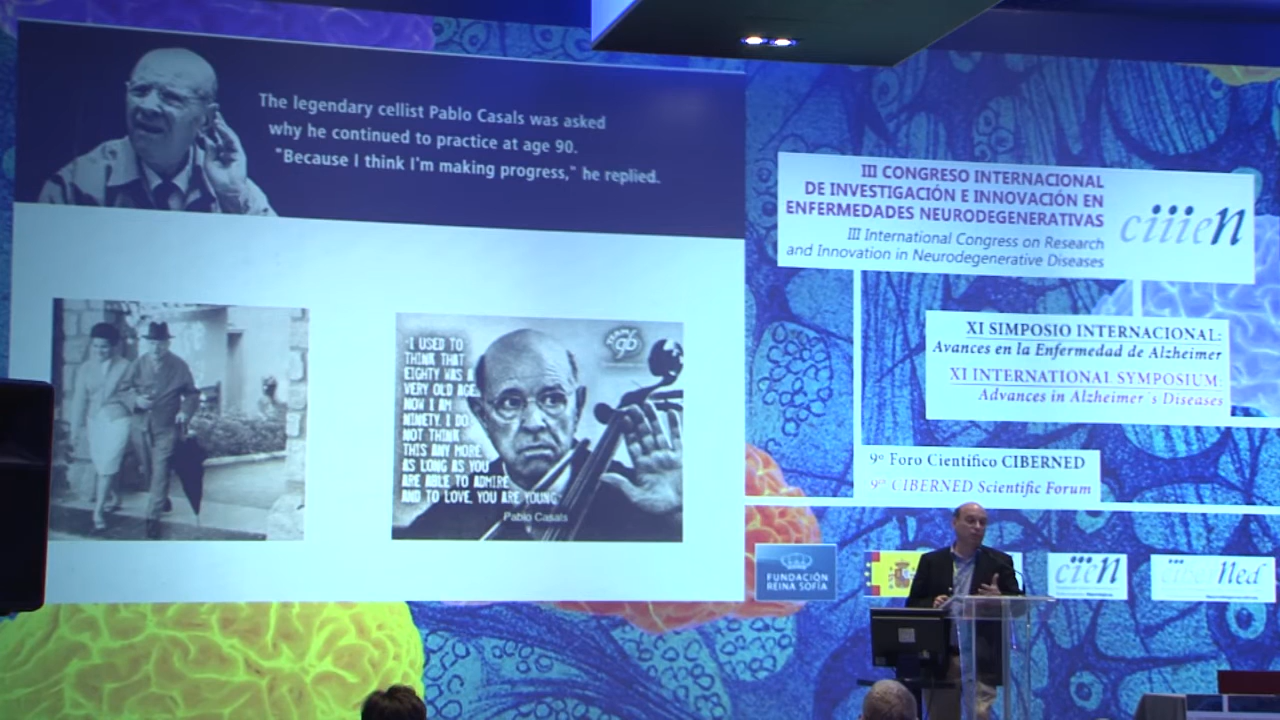 The legendary cellist Pablo Casals was asked
why he continued to practice at age 90.
"Because I think I'm making progress," he replied.
"I USED TO
THINK THAT
EIGHTY WAS A
VERY OLD AGE.
NOW I AM
NINETY. I DO
NOT THINK
THIS ANY MORE.
AS LONG AS YOU
ARE ABLE TO ADMIRE
AND TO LOVE, YOU ARE YOUNG"
Pablo Casals
III CONGRESO INTERNACIONAL
DE INVESTIGACIÓN E INNOVACIÓN EN
ENFERMEDADES NEURODEGENERATIVAS
III International Congress on Research
and Innovation in Neurodegenerative Diseases
ciiieN
XI SIMPOSIO INTERNACIONAL:
Avances en la Enfermedad de Alzheimer
XI INTERNATIONAL SYMPOSIUM:
Advances in Alzheimer´s Diseases
9º Foro Científico CIBERNED
9th CIBERNED Scientific Forum
FUNDACIÓN
REINA SOFÍA
cien